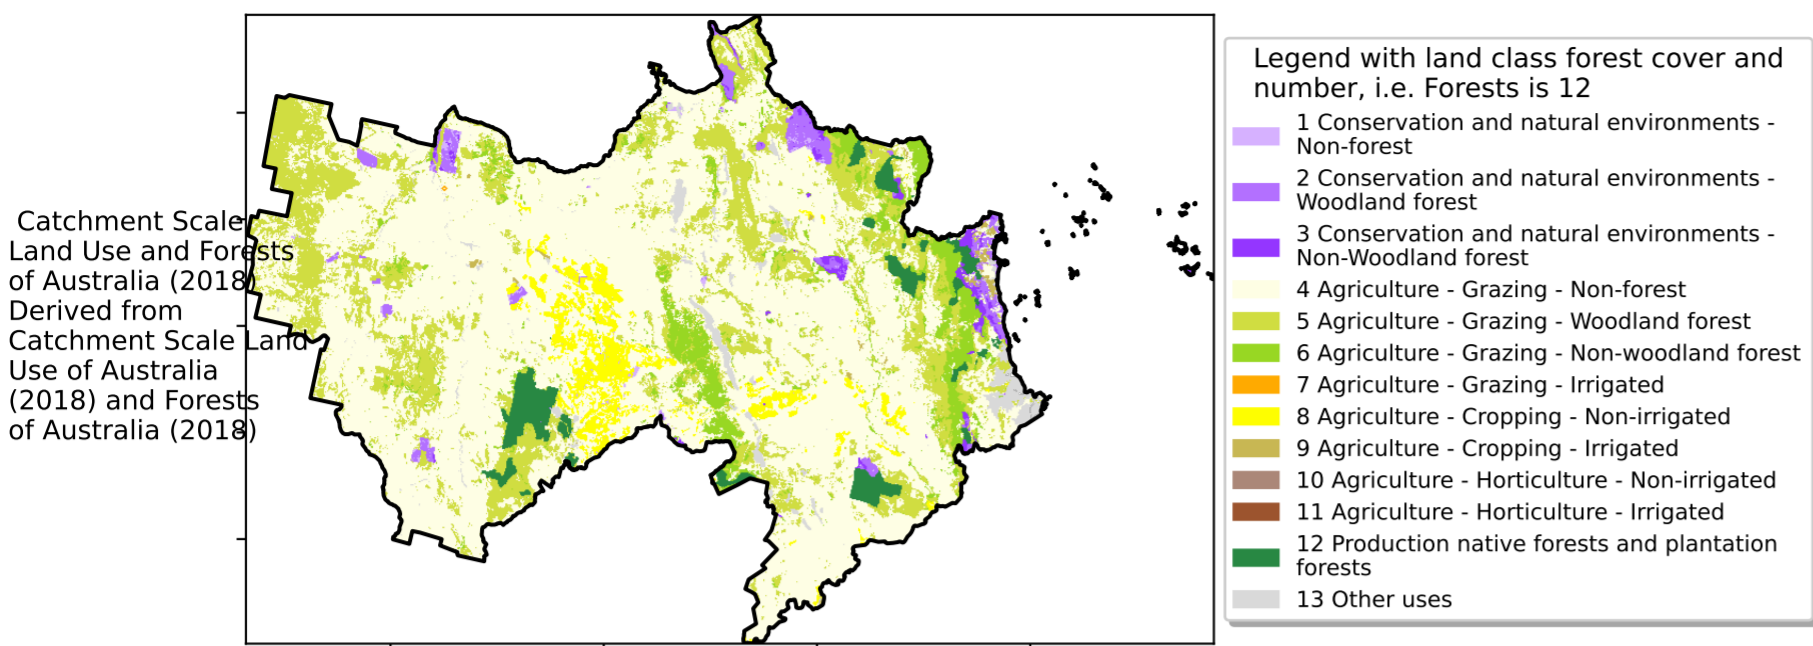 Catchment Scale
Land Use and Forests
of Australia (2018)
Derived from
Catchment Scale Land
Use of Australia
(2018) and Forests
of Australia (2018)
Legend with land class forest cover and
number, i.e. Forests is 12
1 Conservation and natural environments -
Non-forest
2 Conservation and natural environments -
Woodland forest
3 Conservation and natural environments -
Non-Woodland forest
4 Agriculture - Grazing - Non-forest
5 Agriculture - Grazing - Woodland forest
6 Agriculture - Grazing - Non-woodland forest
7 Agriculture - Grazing - Irrigated
8 Agriculture - Cropping - Non-irrigated
9 Agriculture - Cropping - Irrigated
10 Agriculture - Horticulture - Non-irrigated
11 Agriculture - Horticulture - Irrigated
12 Production native forests and plantation
forests
13 Other uses